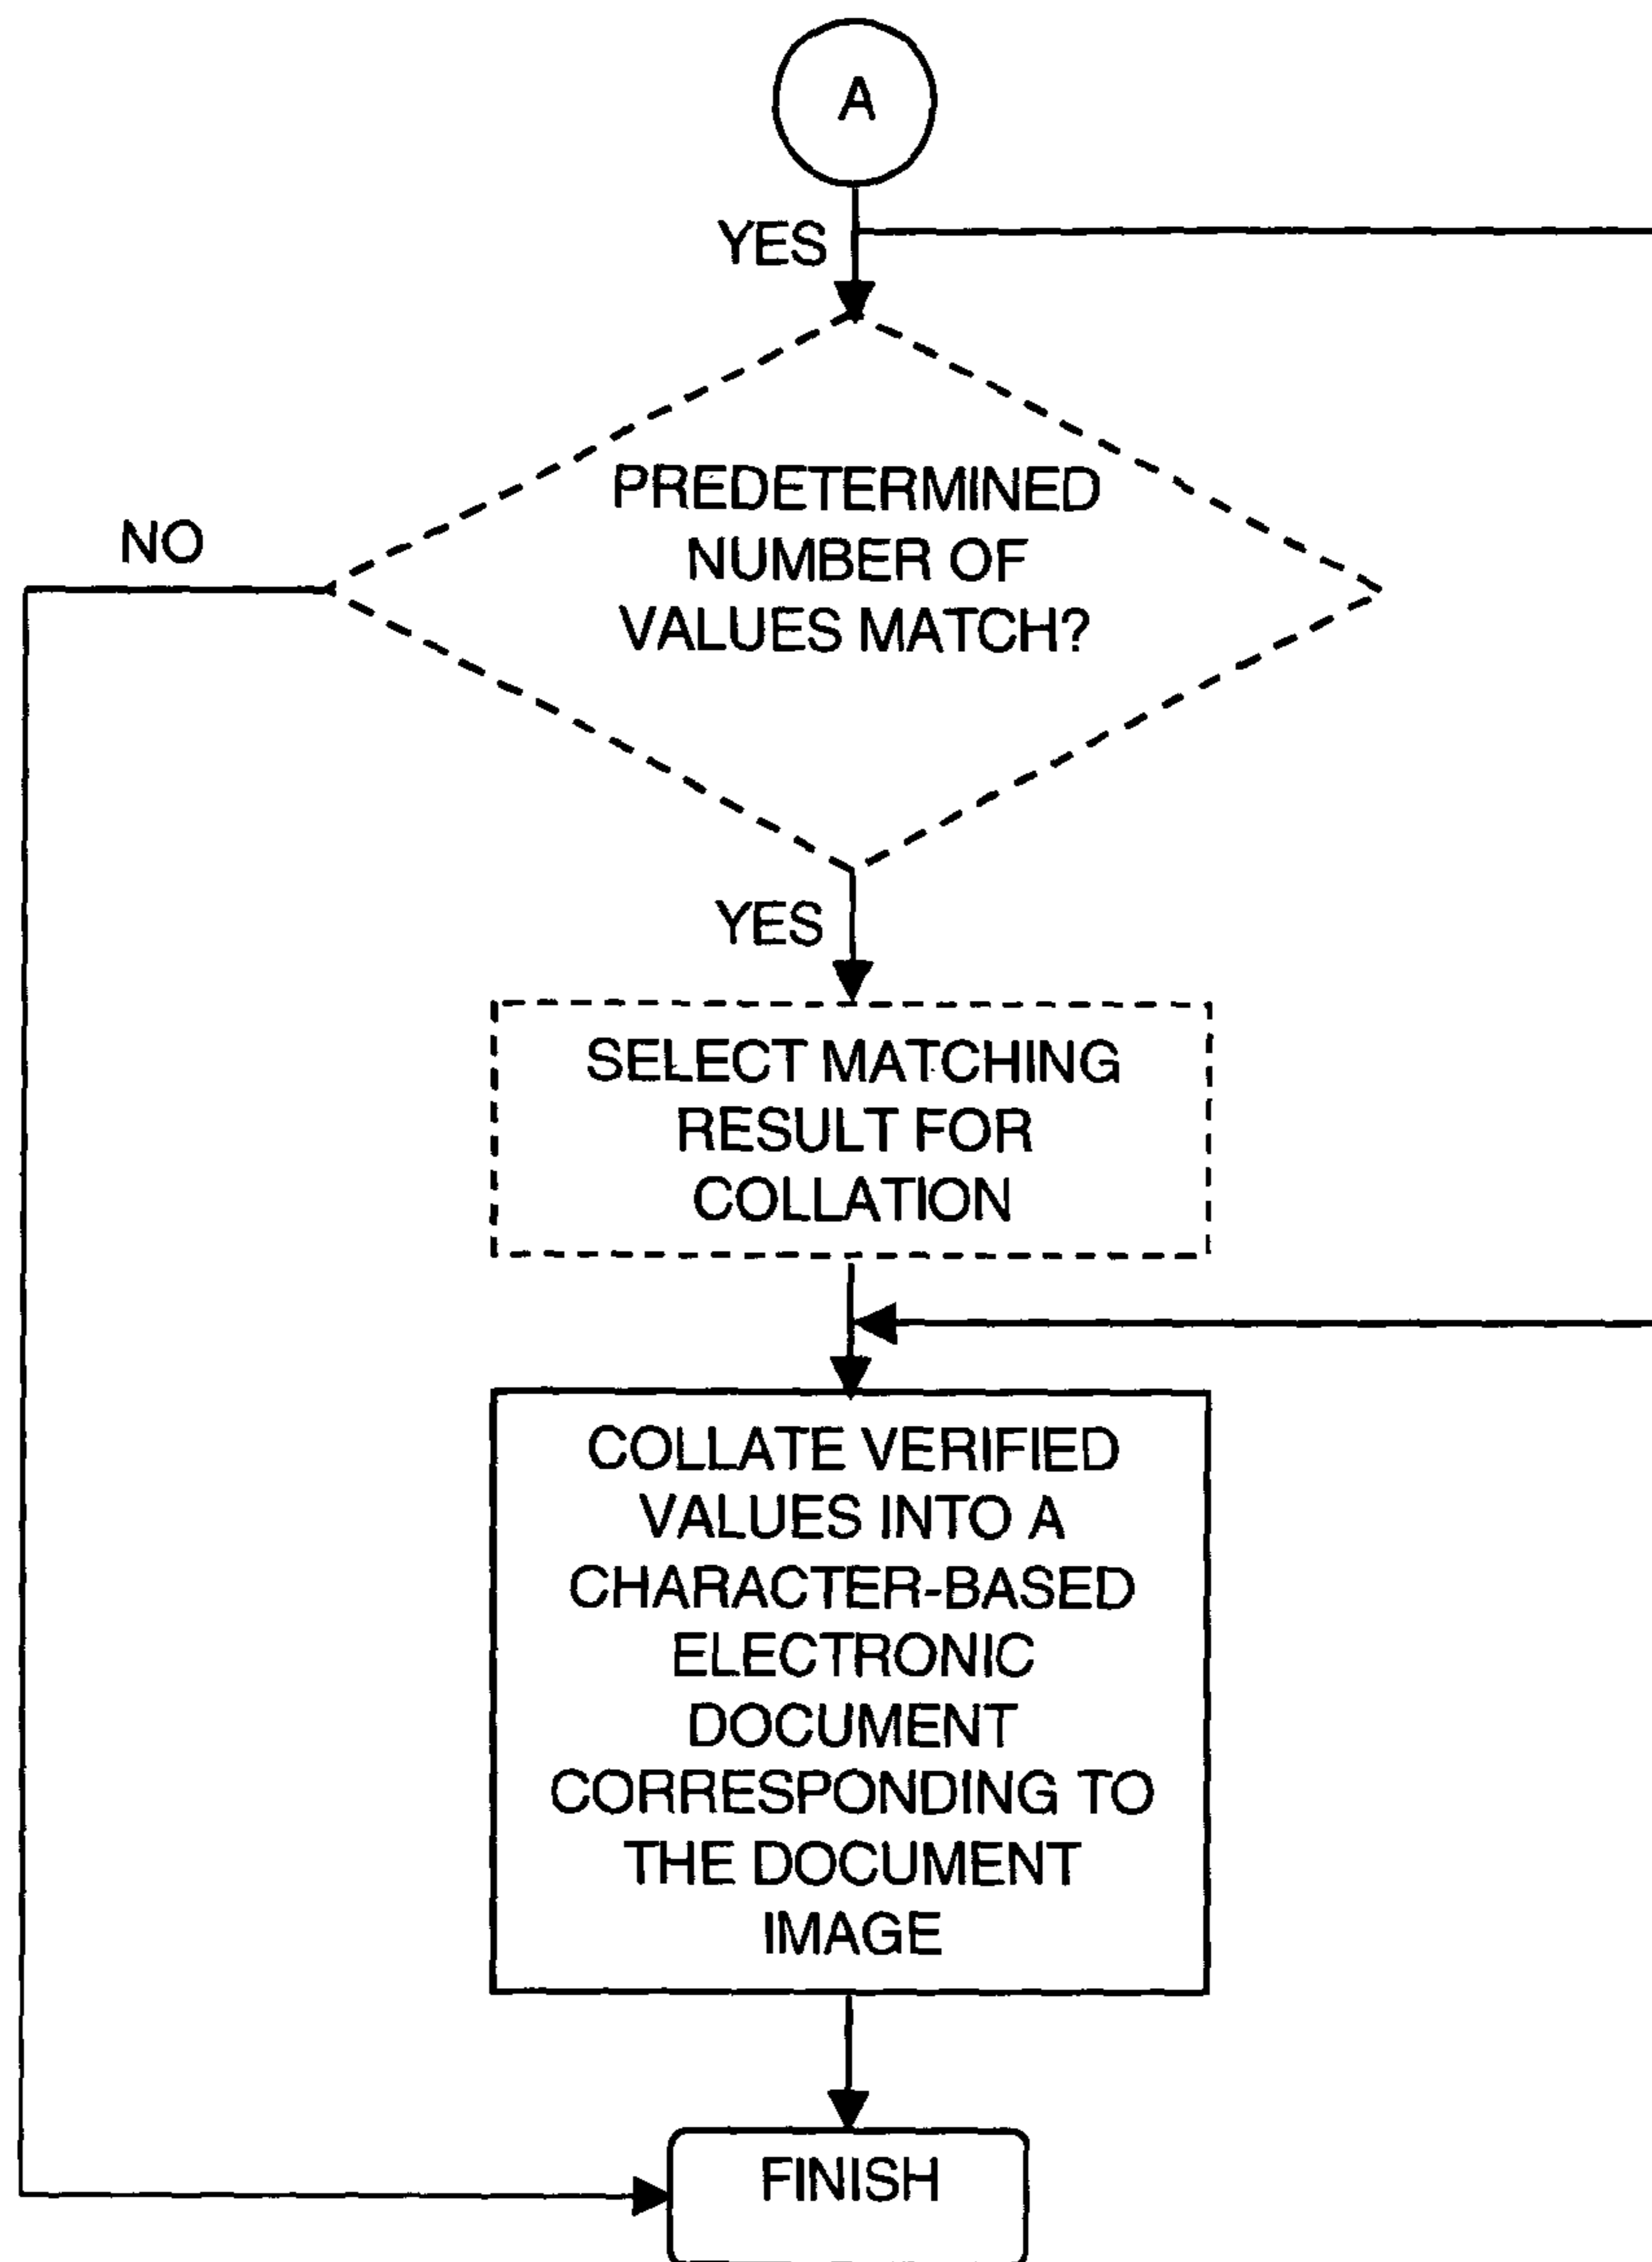 A
YES
PREDETERMINED
NUMBER OF
VALUES MATCH?
NO
YES
SELECT MATCHING
RESULT FOR
COLLATION
COLLATE VERIFIED
VALUES INTO A
CHARACTER-BASED
ELECTRONIC
DOCUMENT
CORRESPONDING TO
THE DOCUMENT
IMAGE
FINISH